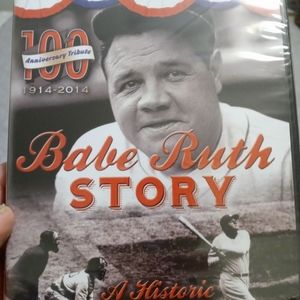 100
Anniversary Tribute
1914-2014
Babe Ruth
STORY
A Historic